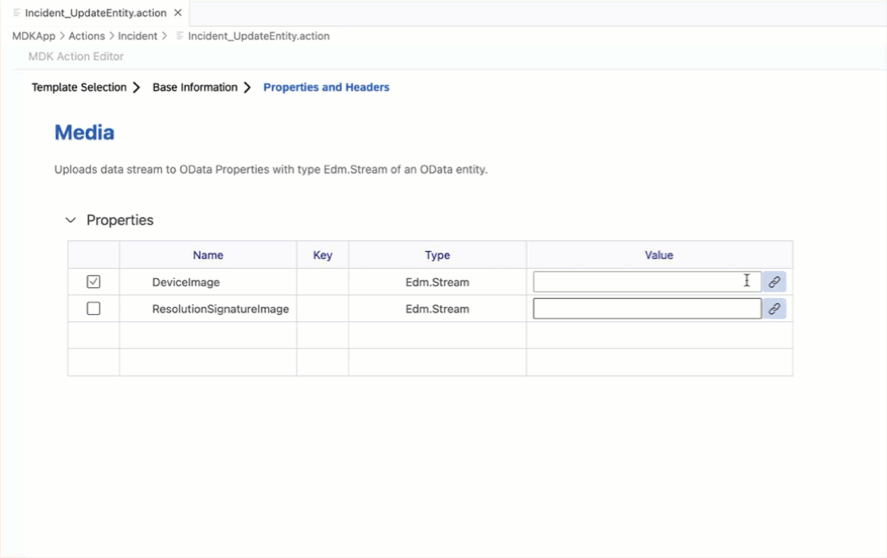 Incident_UpdateEntity.action ×
MDKApp > Actions > Incident > Incident_UpdateEntity.action
MDK Action Editor
Template Selection > Base Information > Properties and Headers
Media
Uploads data stream to OData Properties with type Edm.Stream of an OData entity.
Properties
Name Key Type Value
DeviceImage Edm.Stream
ResolutionSignatureImage Edm.Stream